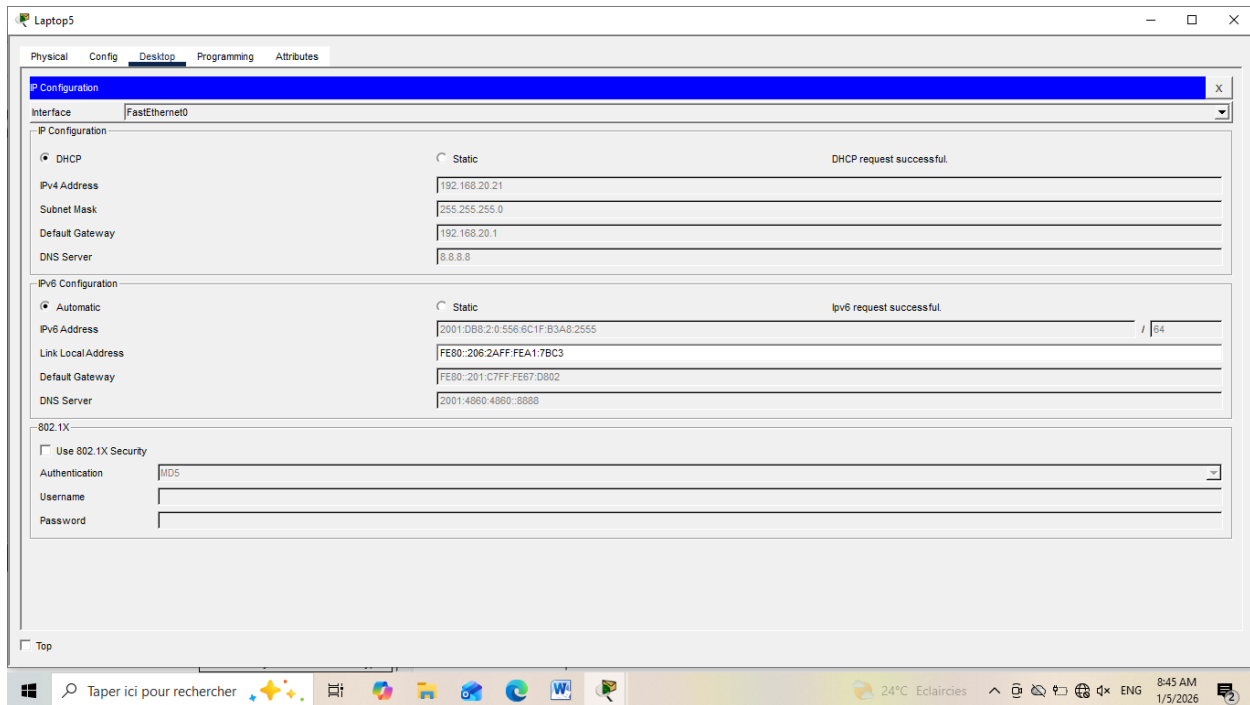 Laptop5
Physical Config Desktop Programming Attributes
IP Configuration X
Interface FastEthernet0
IP Configuration
DHCP Static DHCP request successful.
IPv4 Address 192.168.20.21
Subnet Mask 255.255.255.0
Default Gateway 192.168.20.1
DNS Server 8.8.8.8
IPv6 Configuration
Automatic Static Ipv6 request successful.
IPv6 Address 2001:DB8:2:0:556:6C1F:B3A8:2555 / 64
Link Local Address FE80::206:2AFF:FEA1:7BC3
Default Gateway FE80::201:C7FF:FE67:D802
DNS Server 2001:4860:4860::8888
802.1X
Use 802.1X Security
Authentication MD5
Username
Password
Top
Taper ici pour rechercher 24°C Eclaircies ENG 8:45 AM
1/5/2026 2